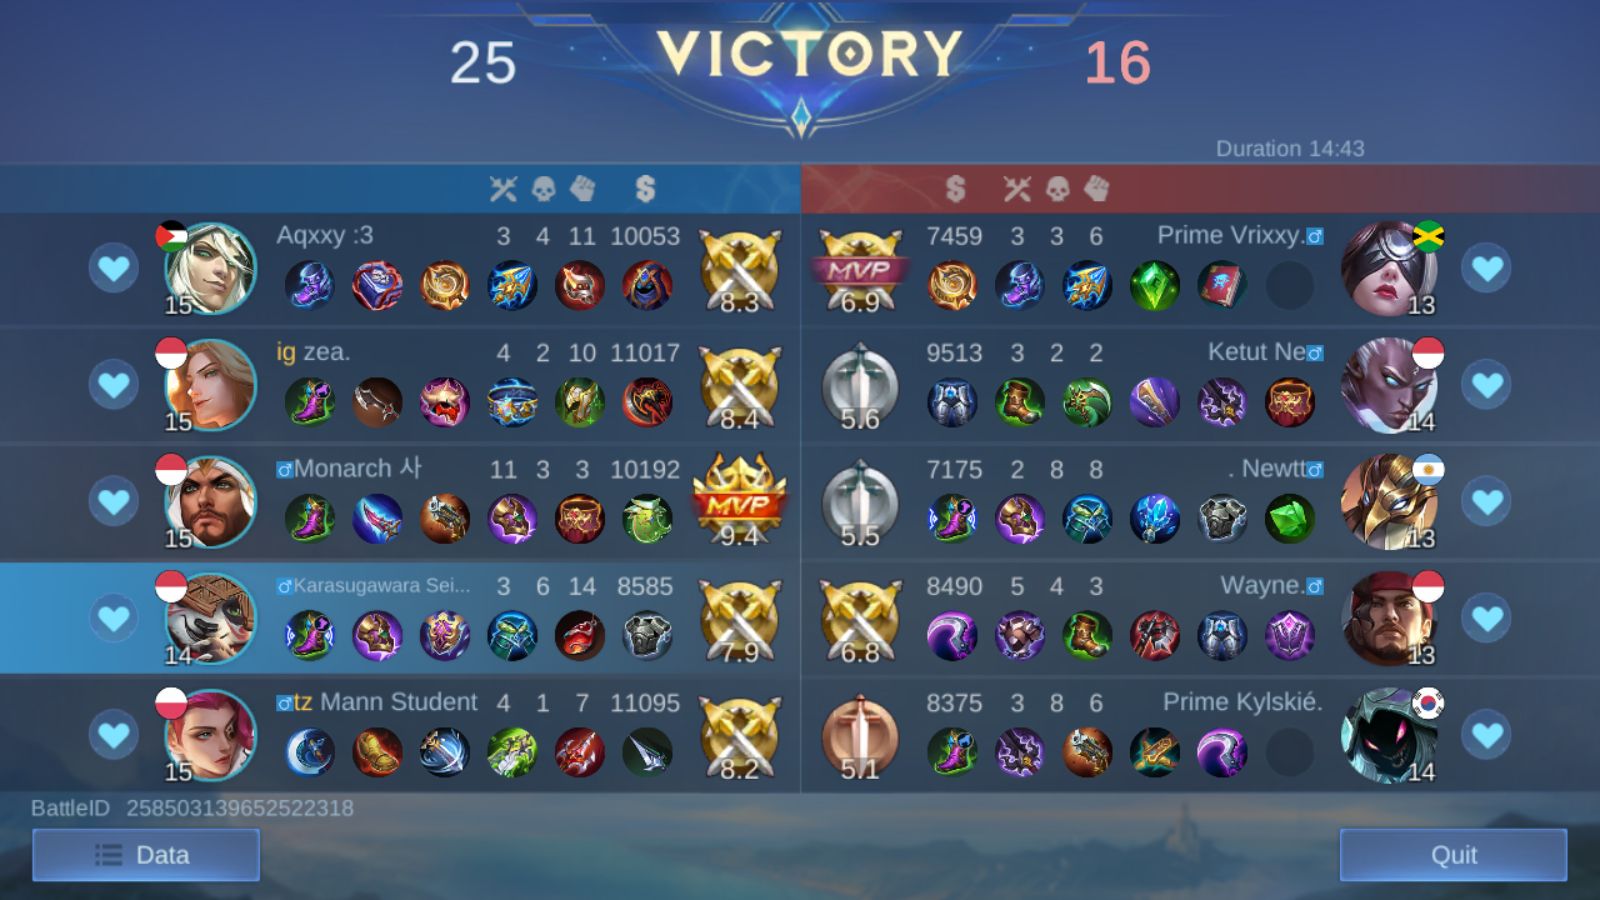 25 VICTORY 16
Duration 14:43
Aqxxy :3 3 4 11 10053
15 8.3
MVP 7459 3 3 6 Prime Vrixxy.♂
6.9 13
ig zea. 4 2 10 11017
15 8.4
9513 3 2 2 Ketut Ne♂
5.6 14
♂Monarch 사 11 3 3 10192 MVP
15 9.4
7175 2 8 8 . Newtt♂
5.5 13
♂Karasugawara Sei... 3 6 14 8585
14 7.9
8490 5 4 3 Wayne.♂
6.8 13
♂tz Mann Student 4 1 7 11095
15 8.2
8375 3 8 6 Prime Kylskié.
5.1 14
BattleID 258503139652522318
Data
Quit